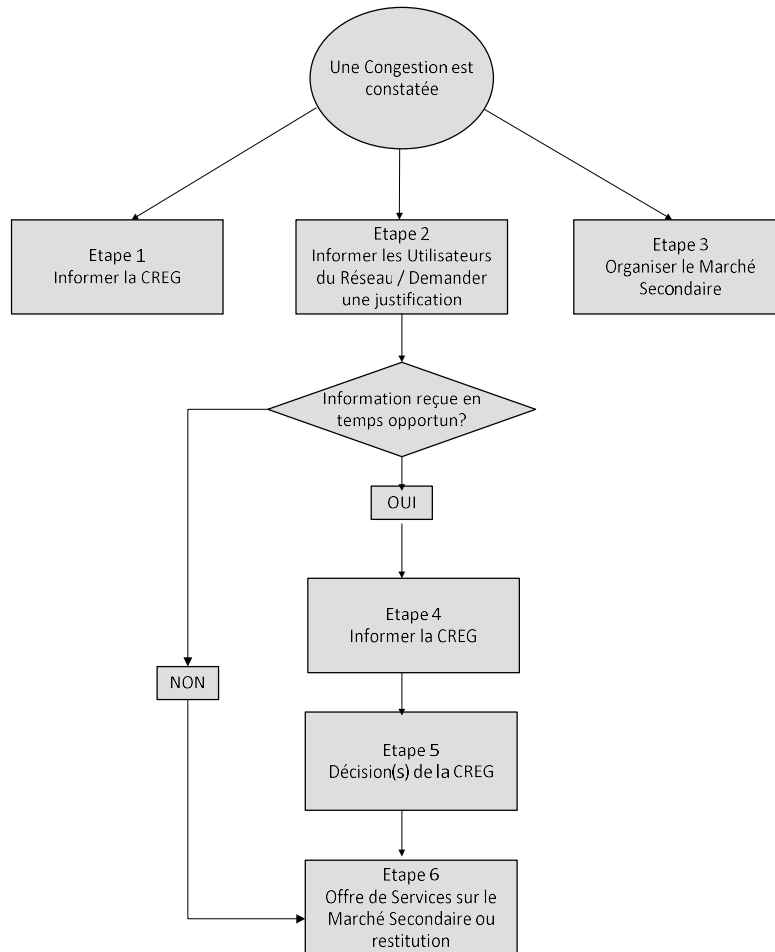 Une Congestion est
constatée
Etape 1
Informer la CREG
Etape 2
Informer les Utilisateurs
du Réseau / Demander
une justification
Etape 3
Organiser le Marché
Secondaire
Information reçue en
temps opportun?
OUI
Etape 4
Informer la CREG
NON
Etape 5
Décision(s) de la CREG
Etape 6
Offre de Services sur le
Marché Secondaire ou
restitution